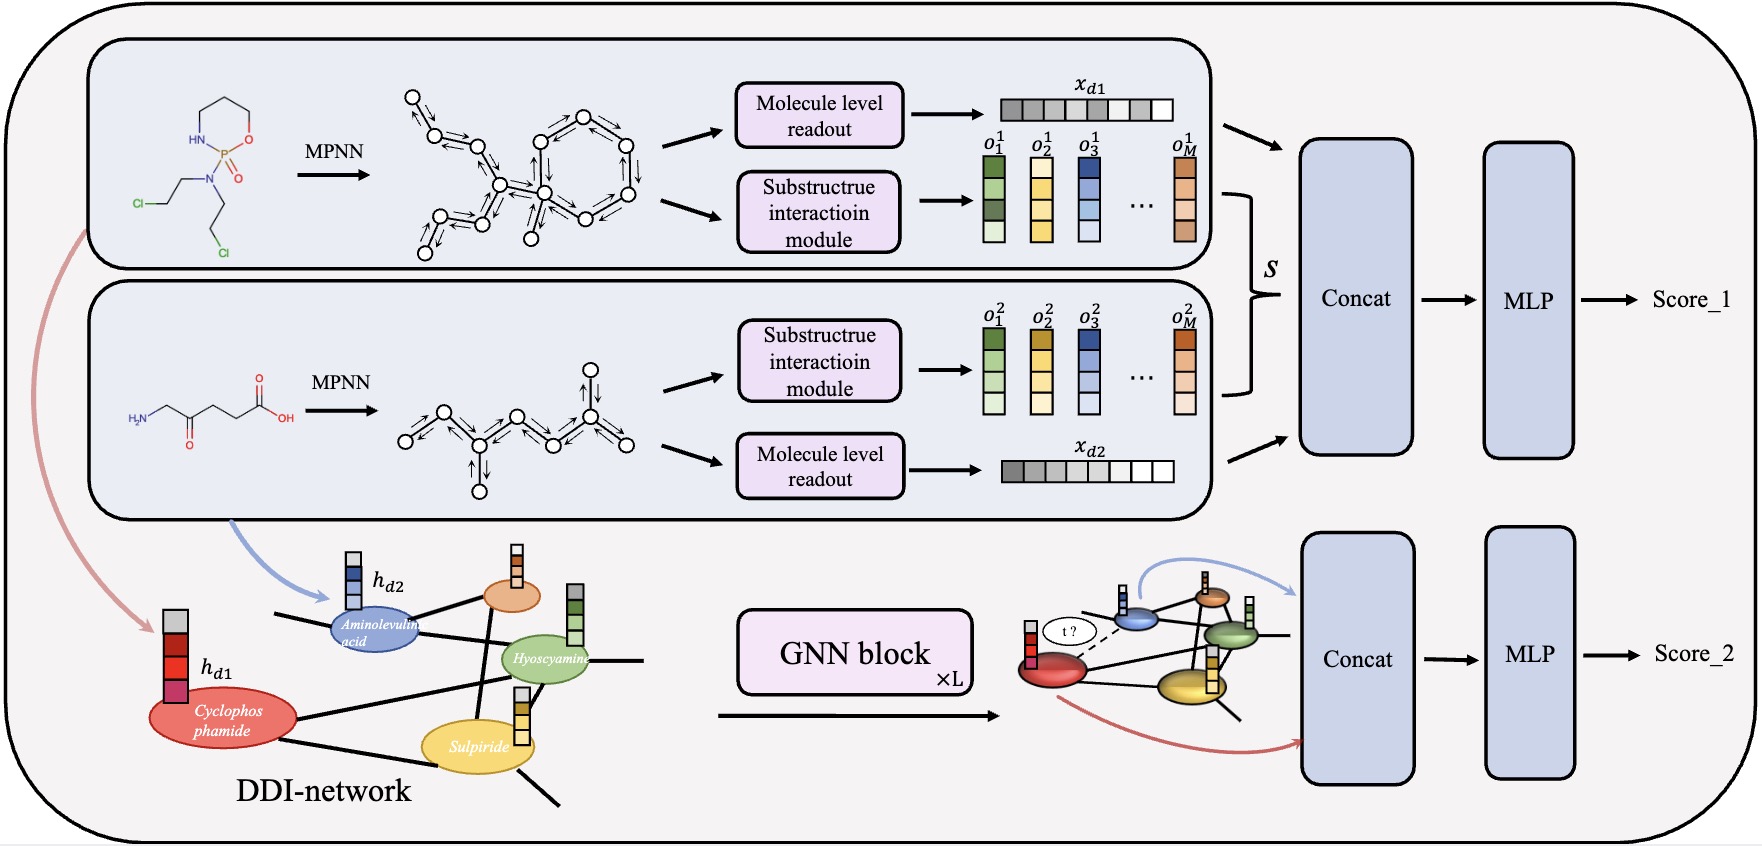 HN
O
P
O
N
Cl
Cl
MPNN
Molecule level
readout
x_{d1}
Substructrue
interactioin
module
o_1^1 o_2^1 o_3^1 ... o_M^1
H₂N
O
O
OH
MPNN
Substructrue
interactioin
module
o_1^2 o_2^2 o_3^2 ... o_M^2
Molecule level
readout
x_{d2}
S
Concat
MLP
Score_1
h_{d2}
Aminolevulin
acid
Hyoscyamine
h_{d1}
Cyclophos
phamide
Sulpiride
DDI-network
GNN block
×L
t ?
Concat
MLP
Score_2